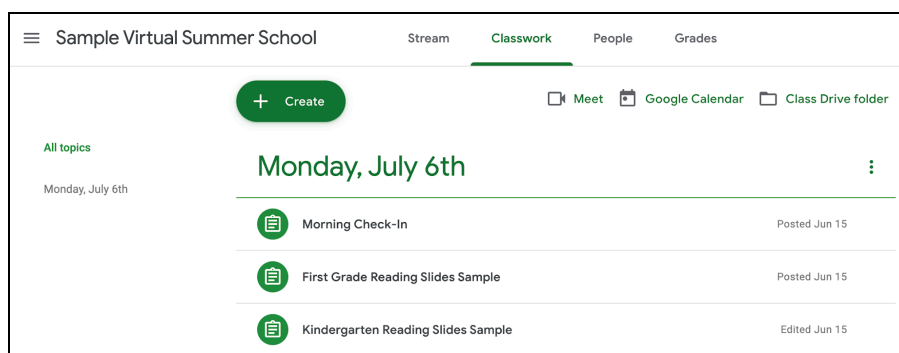 Sample Virtual Summer School Stream Classwork People Grades
+ Create Meet Google Calendar Class Drive folder
All topics
Monday, July 6th
Monday, July 6th
Morning Check-In Posted Jun 15
First Grade Reading Slides Sample Posted Jun 15
Kindergarten Reading Slides Sample Edited Jun 15